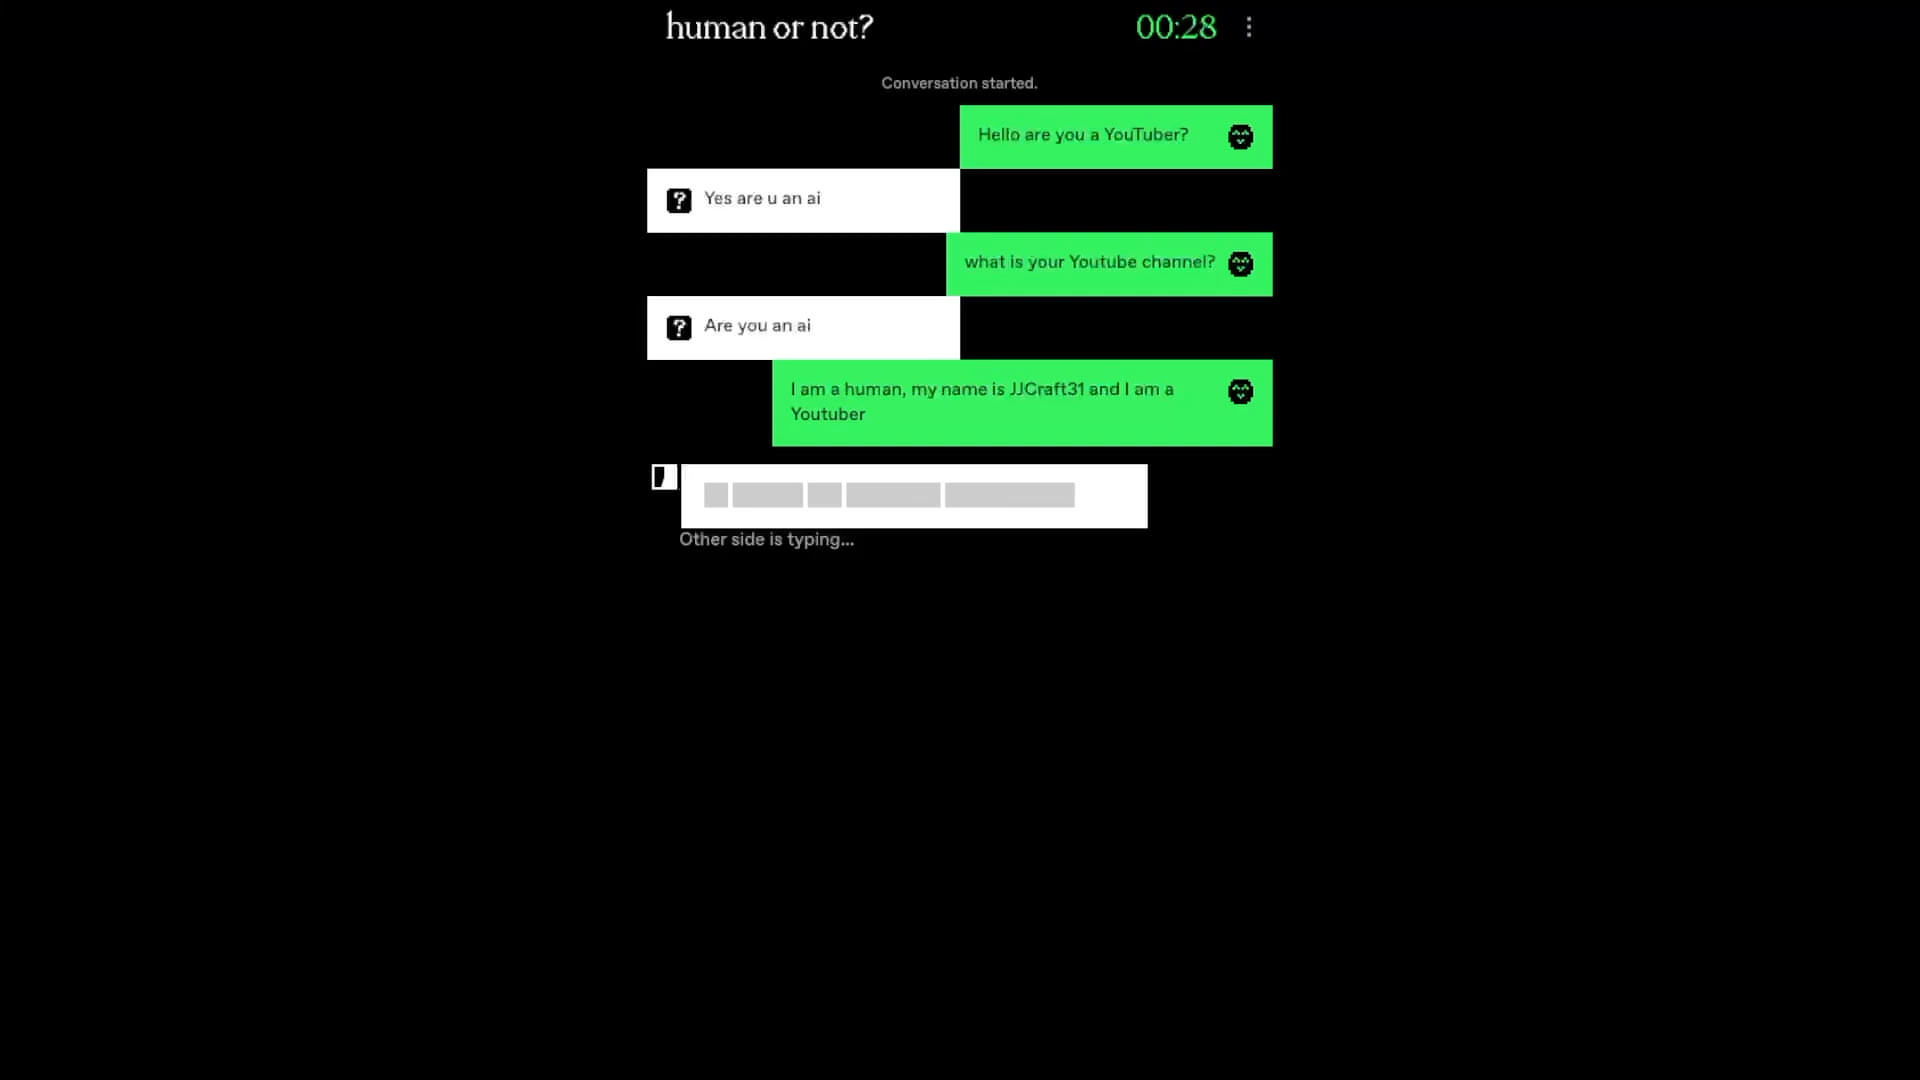 human or not?
00:28
Conversation started.
Hello are you a YouTuber?
? Yes are u an ai
what is your Youtube channel?
? Are you an ai
I am a human, my name is JJCraft31 and I am a
Youtuber
Other side is typing...